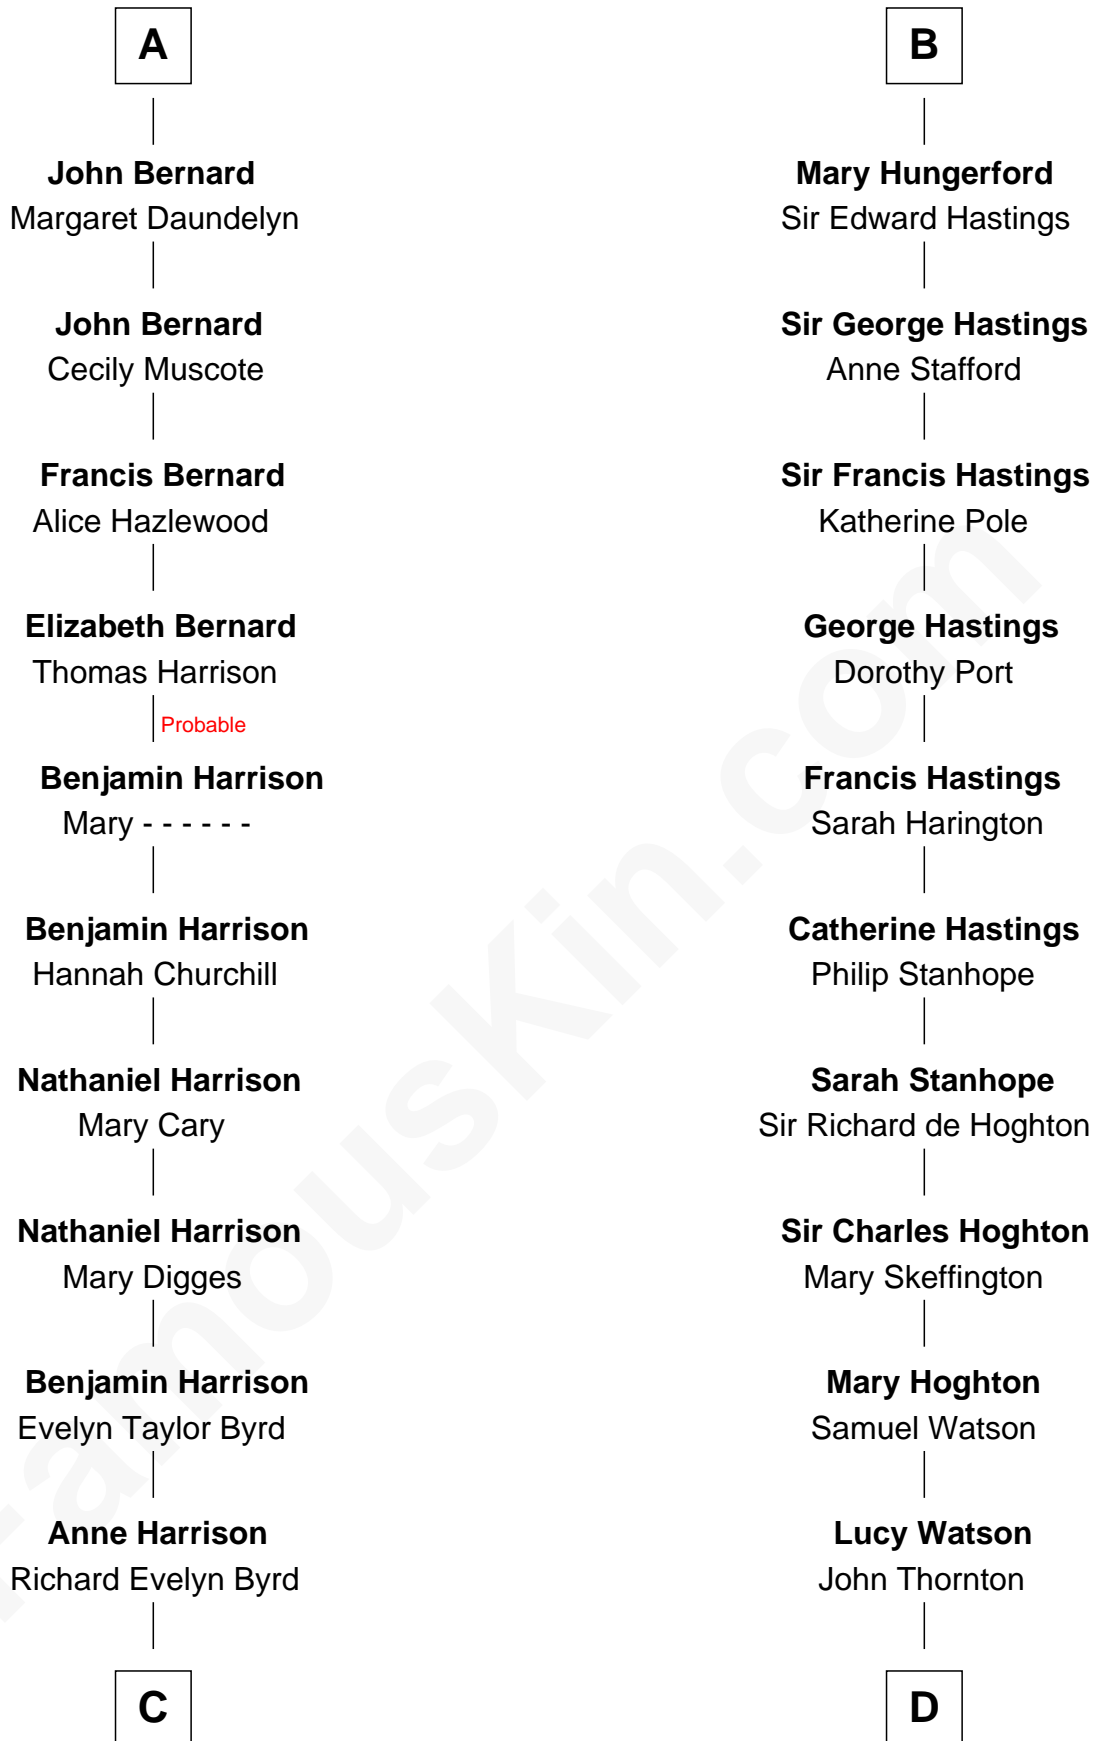 A
John Bernard
Margaret Daundelyn
John Bernard
Cecily Muscote
Francis Bernard
Alice Hazlewood
Elizabeth Bernard
Thomas Harrison
Probable
Benjamin Harrison
Mary - - - - - -
Benjamin Harrison
Hannah Churchill
Nathaniel Harrison
Mary Cary
Nathaniel Harrison
Mary Digges
Benjamin Harrison
Evelyn Taylor Byrd
Anne Harrison
Richard Evelyn Byrd
C
B
Mary Hungerford
Sir Edward Hastings
Sir George Hastings
Anne Stafford
Sir Francis Hastings
Katherine Pole
George Hastings
Dorothy Port
Francis Hastings
Sarah Harington
Catherine Hastings
Philip Stanhope
Sarah Stanhope
Sir Richard de Hoghton
Sir Charles Hoghton
Mary Skeffington
Mary Hoghton
Samuel Watson
Lucy Watson
John Thornton
D
FamousKin.com